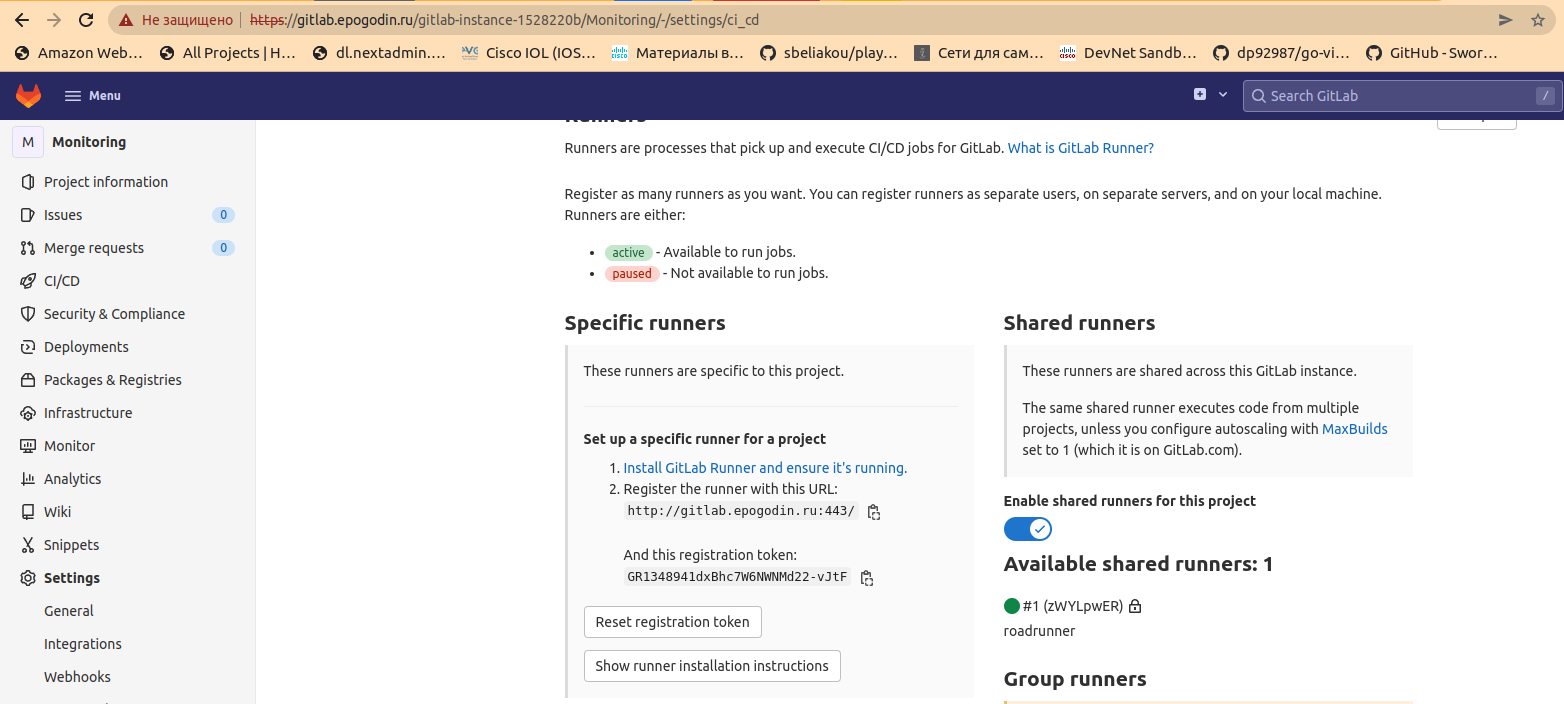 Не защищено https://gitlab.epogodin.ru/gitlab-instance-1528220b/Monitoring/-/settings/ci_cd
Amazon Web… All Projects | H… dl.nextadmin.… Cisco IOL (IOS… Материалы в… sbeliakou/play… Сети для сам… DevNet Sandb… dp92987/go-vi… GitHub - Swor…
Menu Search GitLab /
M Monitoring
Project information
Issues 0
Merge requests 0
CI/CD
Security & Compliance
Deployments
Packages & Registries
Infrastructure
Monitor
Analytics
Wiki
Snippets
Settings
General
Integrations
Webhooks
Runners
Runners are processes that pick up and execute CI/CD jobs for GitLab. What is GitLab Runner?
Register as many runners as you want. You can register runners as separate users, on separate servers, and on your local machine.
Runners are either:
• active - Available to run jobs.
• paused - Not available to run jobs.
Specific runners
These runners are specific to this project.
Set up a specific runner for a project
1. Install GitLab Runner and ensure it's running.
2. Register the runner with this URL:
http://gitlab.epogodin.ru:443/
And this registration token:
GR1348941dxBhc7W6NWNMd22-vJtF
Reset registration token
Show runner installation instructions
Shared runners
These runners are shared across this GitLab instance.
The same shared runner executes code from multiple
projects, unless you configure autoscaling with MaxBuilds
set to 1 (which it is on GitLab.com).
Enable shared runners for this project
Available shared runners: 1
#1 (zWYLpwER)
roadrunner
Group runners